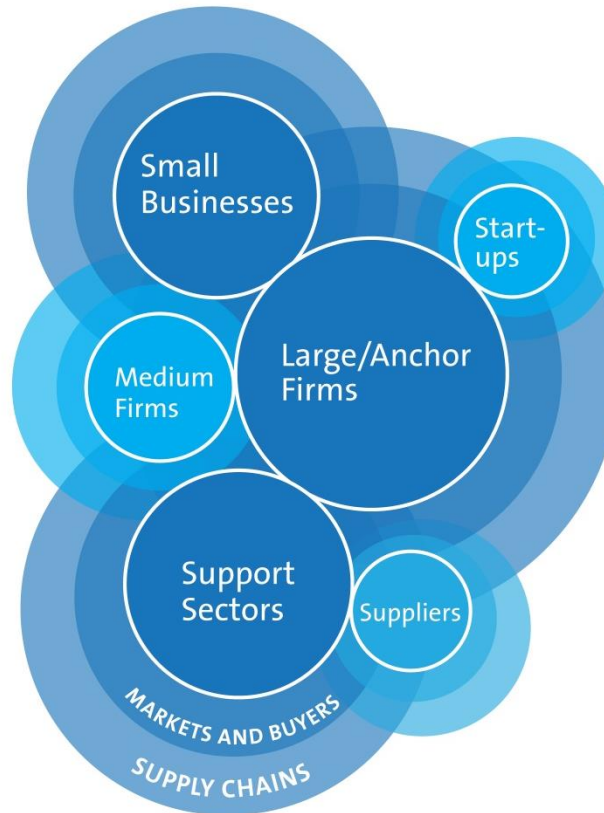 Small
Businesses
Start-
ups
Large/Anchor
Firms
Medium
Firms
Support
Sectors
Suppliers
MARKETS AND BUYERS
SUPPLY CHAINS